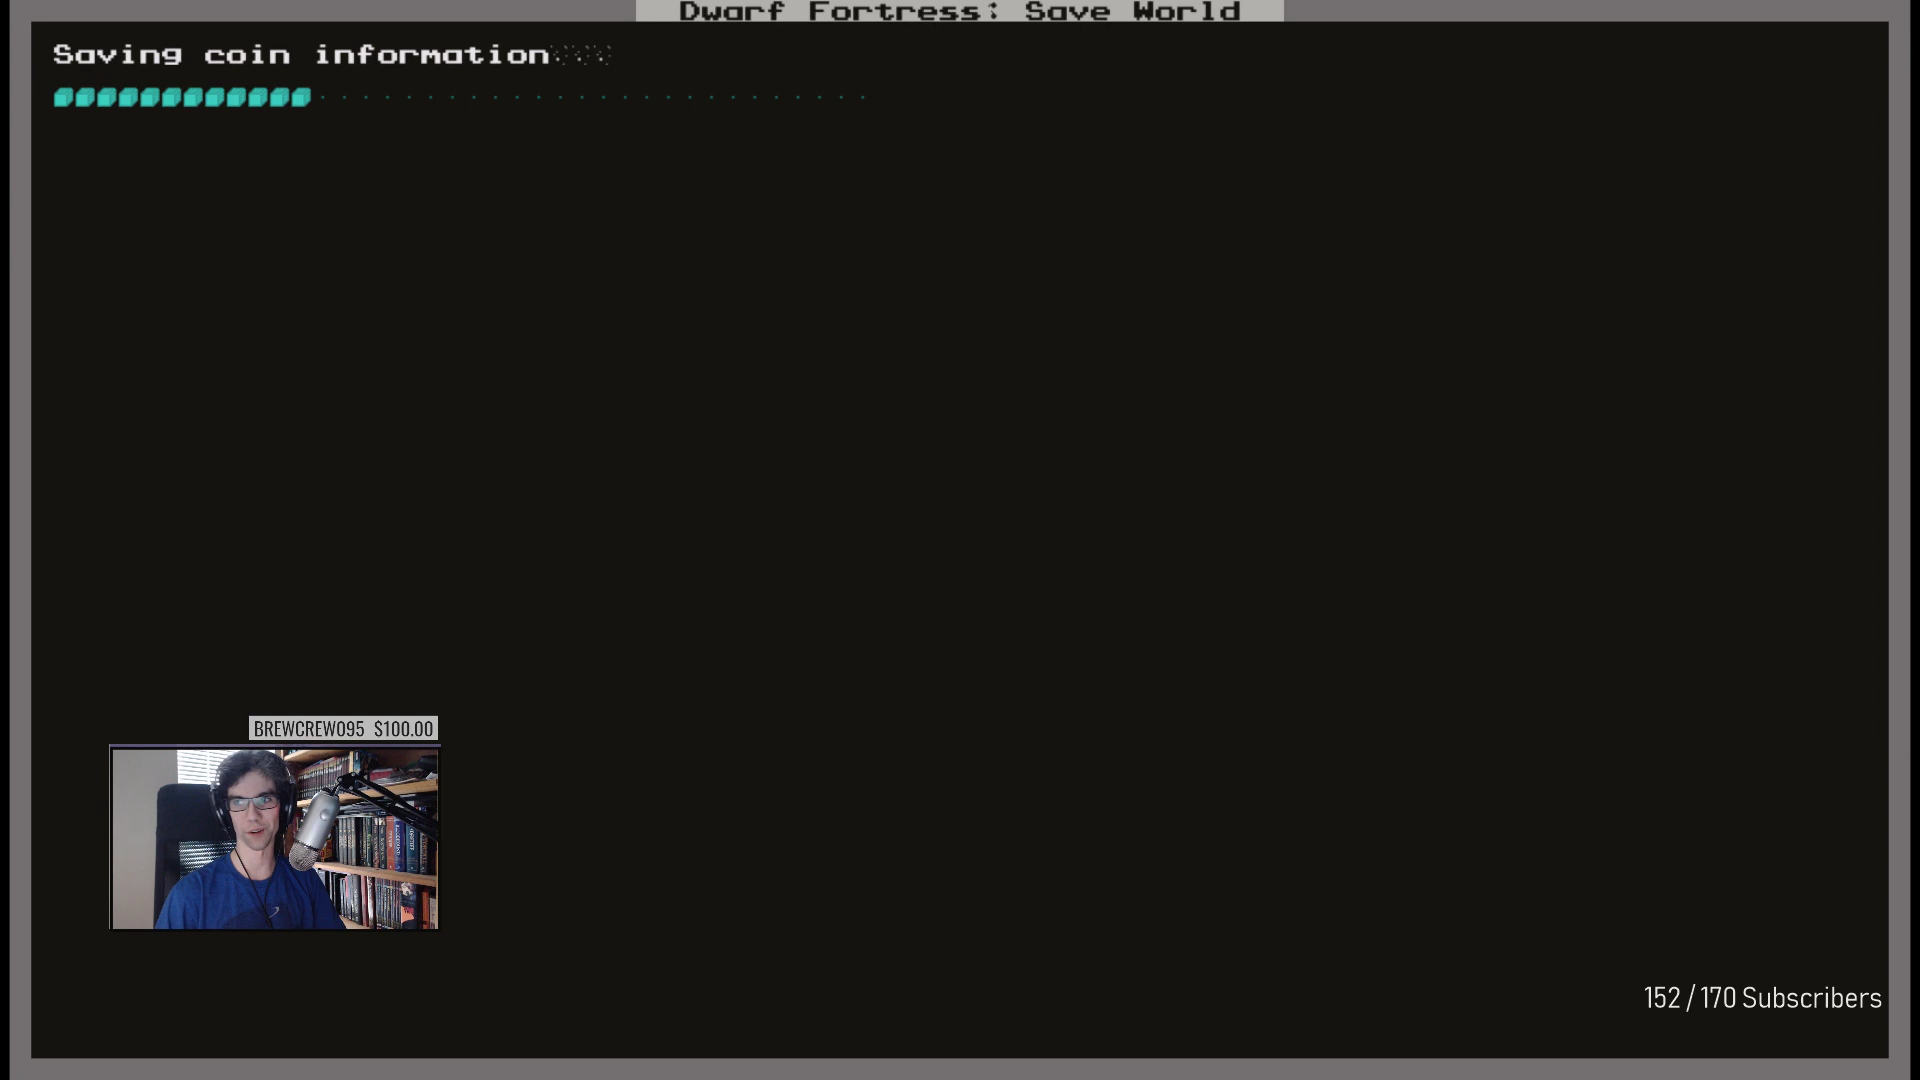 Dwarf Fortress: Save World
Saving coin information
BREWCREW095 $100.00
152 / 170 Subscribers